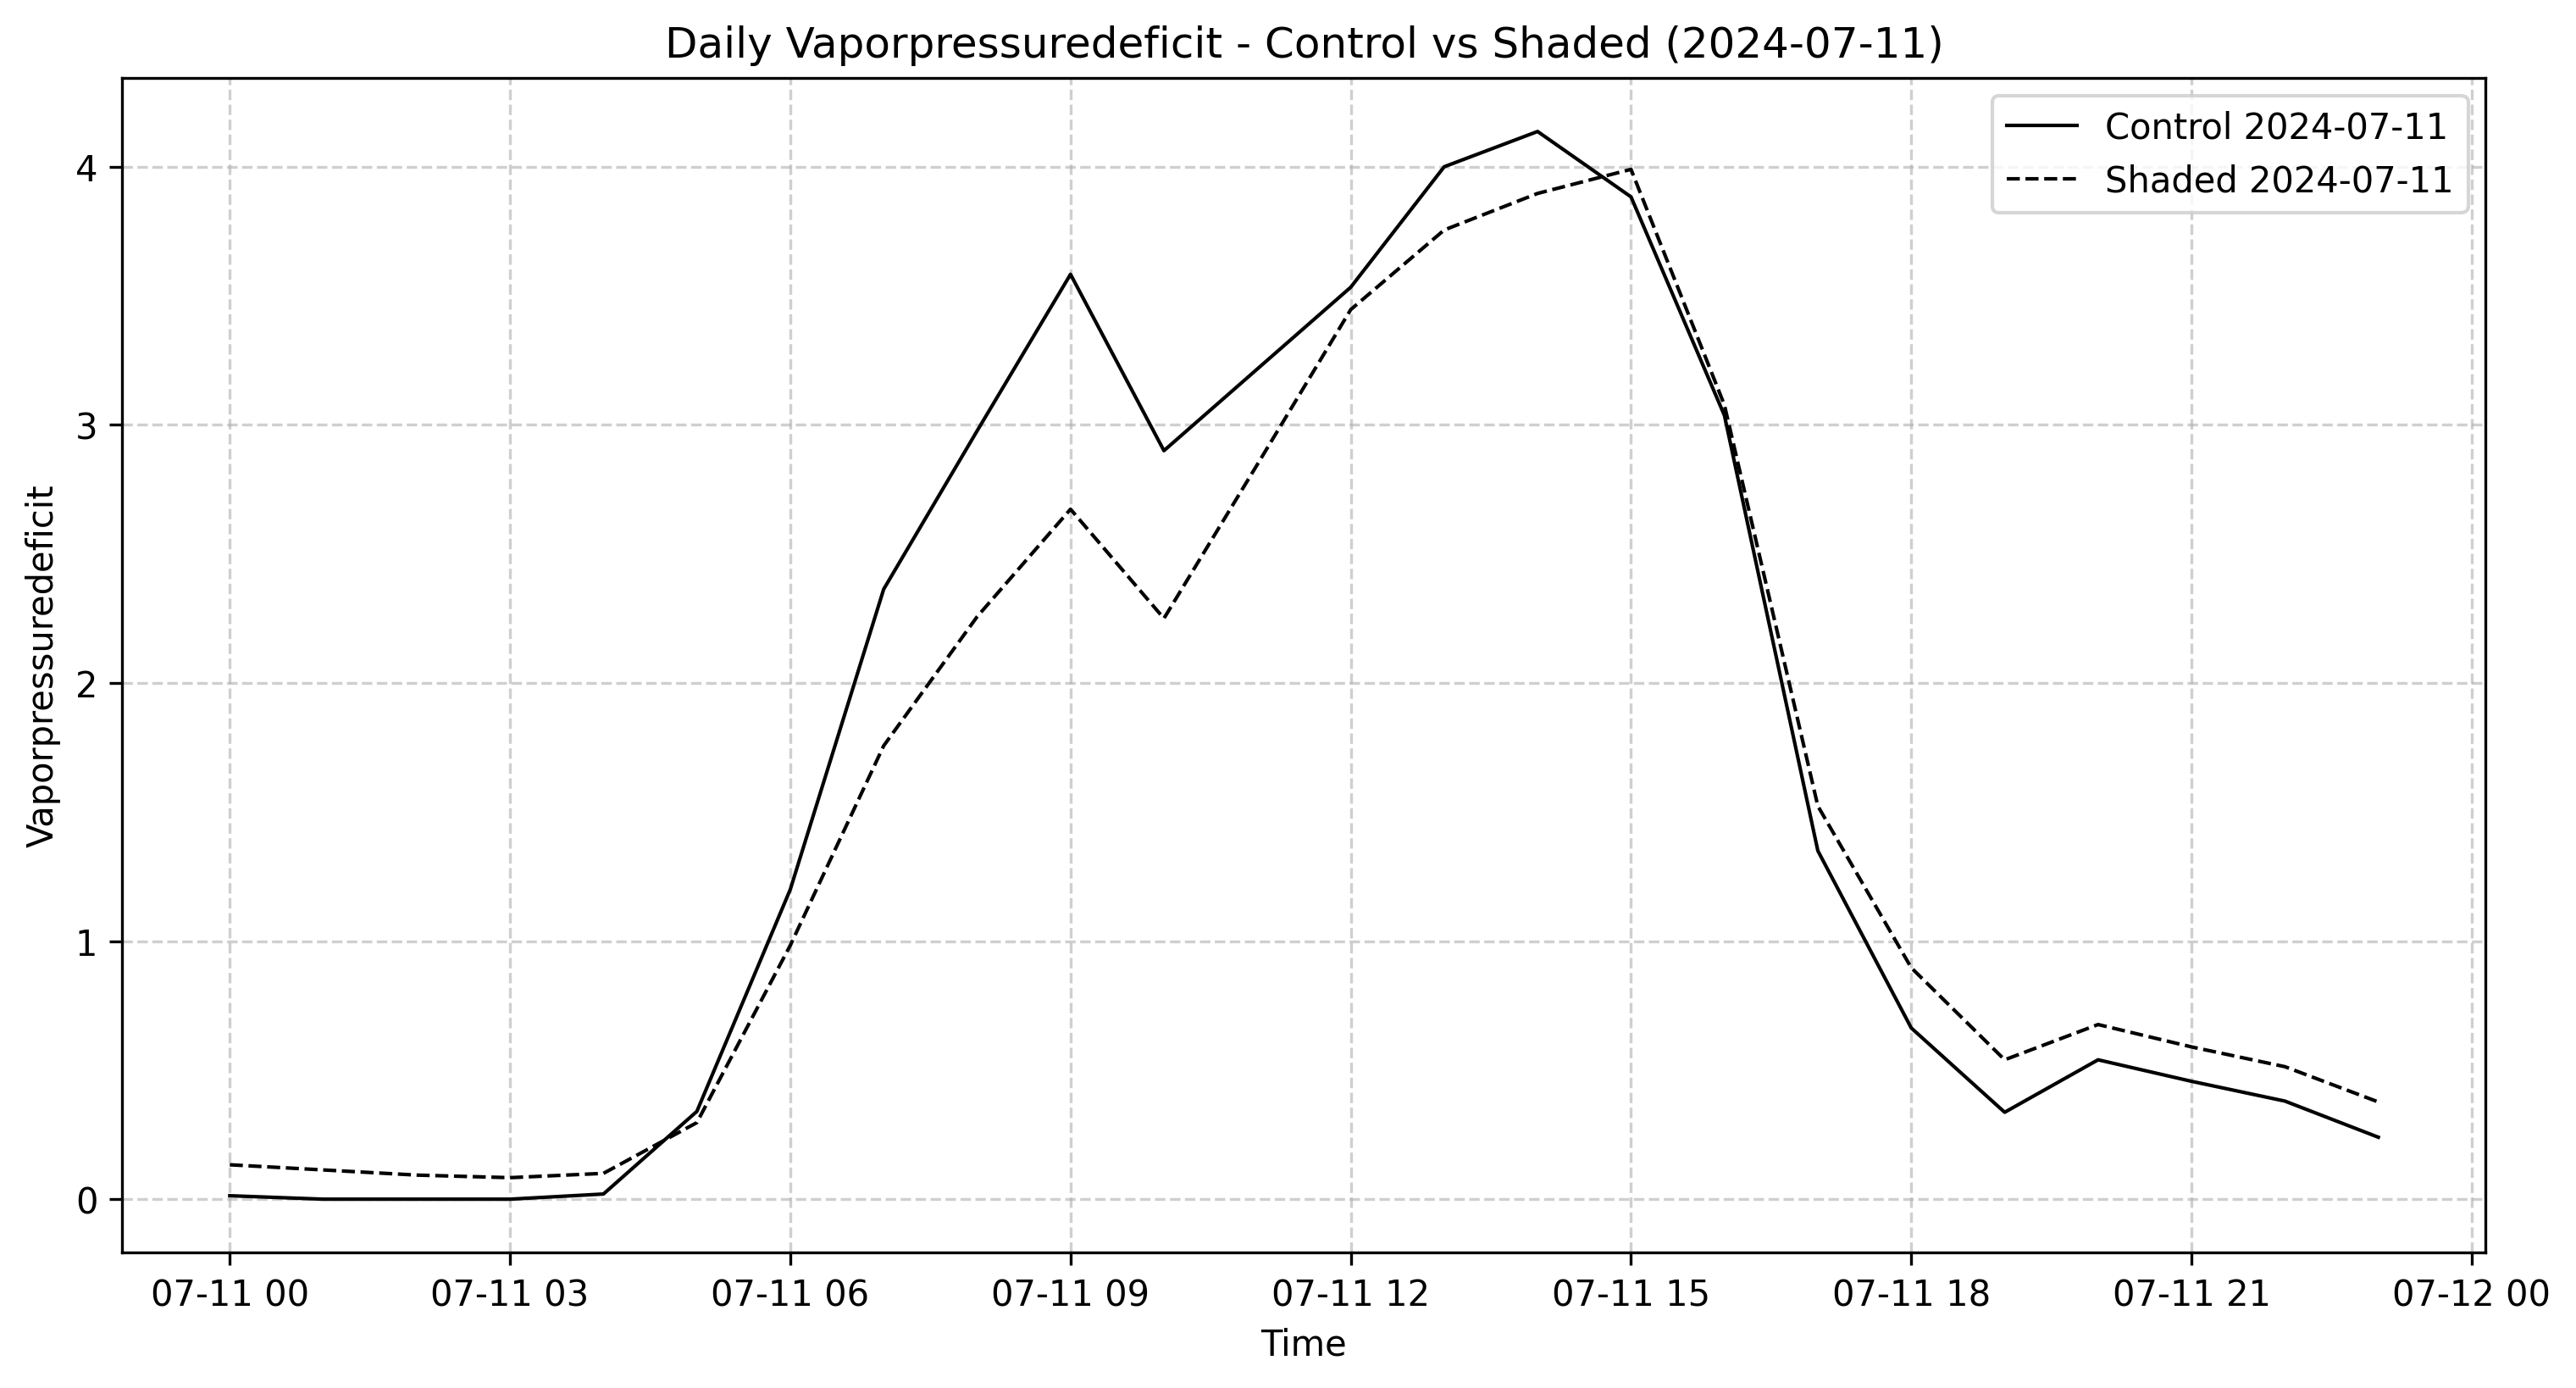 Daily Vaporpressuredeficit - Control vs Shaded (2024-07-11)
Control 2024-07-11
Shaded 2024-07-11
Vaporpressuredeficit
4
3
2
1
0
07-11 00 07-11 03 07-11 06 07-11 09 07-11 12 07-11 15 07-11 18 07-11 21 07-12 00
Time